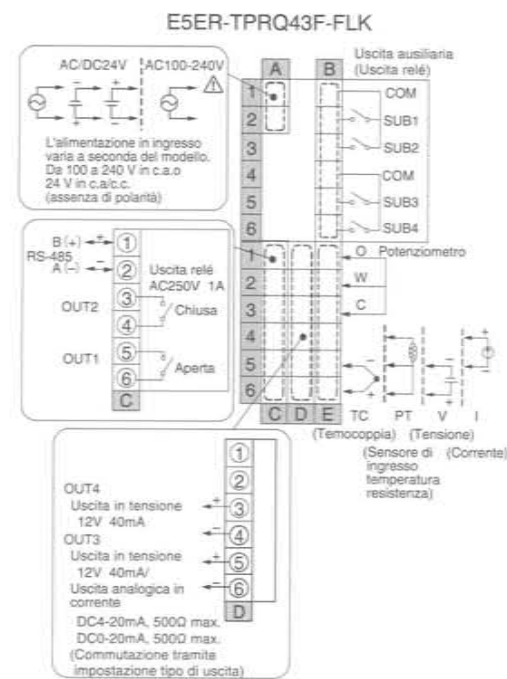 E5ER-TPRQ43F-FLK
AC/DC24V
AC100-240V
L'alimentazione in ingresso
varia a seconda del modello.
Da 100 a 240 V in c.a.o
24 V in c.a/c.c.
(assenza di polarità)
A
B
1
2
3
4
5
6
Uscita ausiliaria
(Uscita relé)
COM
SUB1
SUB2
COM
SUB3
SUB4
1
2
3
4
5
6
C D E
O Potenziometro
W
C
TC PT V I
(Temocoppia) (Tensione)
(Sensore di (Corrente)
ingresso
temperatura
resistenza)
B (+)
RS-485
A (−)
OUT2
OUT1
+
−
1
2
3
4
5
6
C
Uscita relé
AC250V 1A
Chiusa
Aperta
OUT4
Uscita in tensione
12V 40mA
OUT3
Uscita in tensione
12V 40mA/
Uscita analogica in
corrente
DC4-20mA, 500Ω max.
DC0-20mA, 500Ω max.
(Commutazione tramite
impostazione tipo di uscita)
+
−
+
−
1
2
3
4
5
6
D